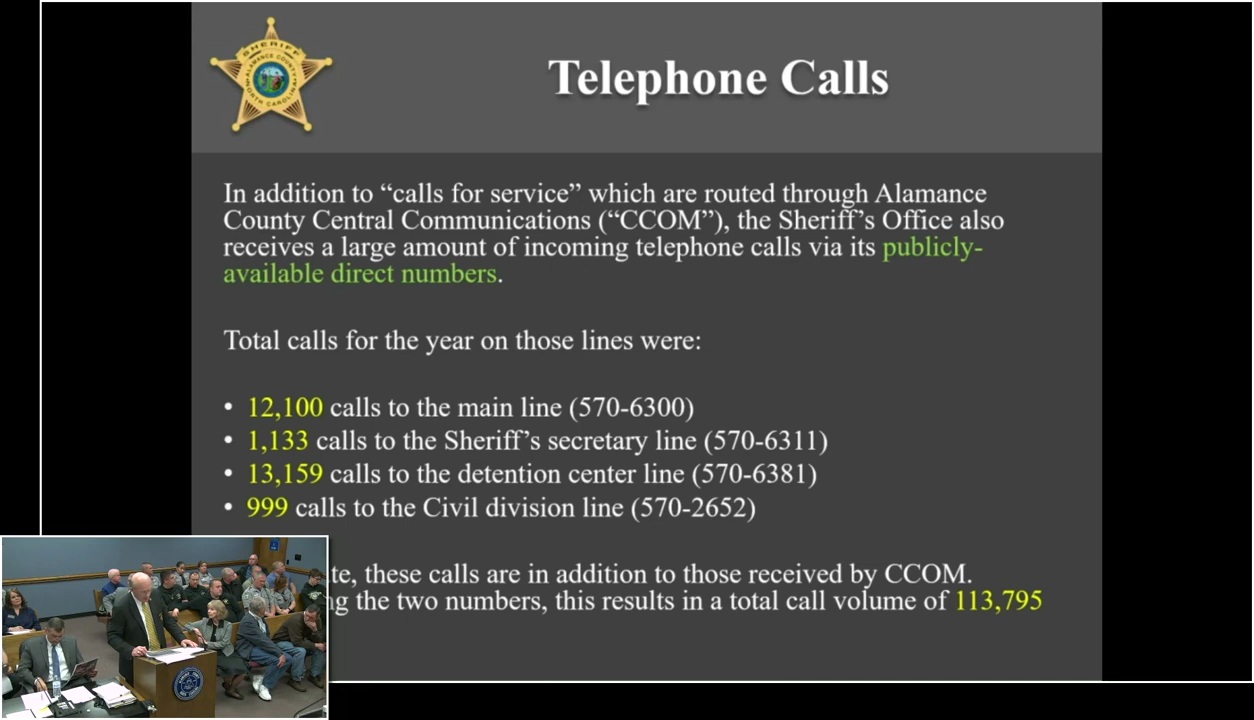 SHERIFF
ALAMANCE COUNTY
NORTH CAROLINA
Telephone Calls
In addition to “calls for service” which are routed through Alamance
County Central Communications (“CCOM”), the Sheriff’s Office also
receives a large amount of incoming telephone calls via its publicly-
available direct numbers.
Total calls for the year on those lines were:
• 12,100 calls to the main line (570-6300)
• 1,133 calls to the Sheriff’s secretary line (570-6311)
• 13,159 calls to the detention center line (570-6381)
• 999 calls to the Civil division line (570-2652)
these calls are in addition to those received by CCOM.
the two numbers, this results in a total call volume of 113,795